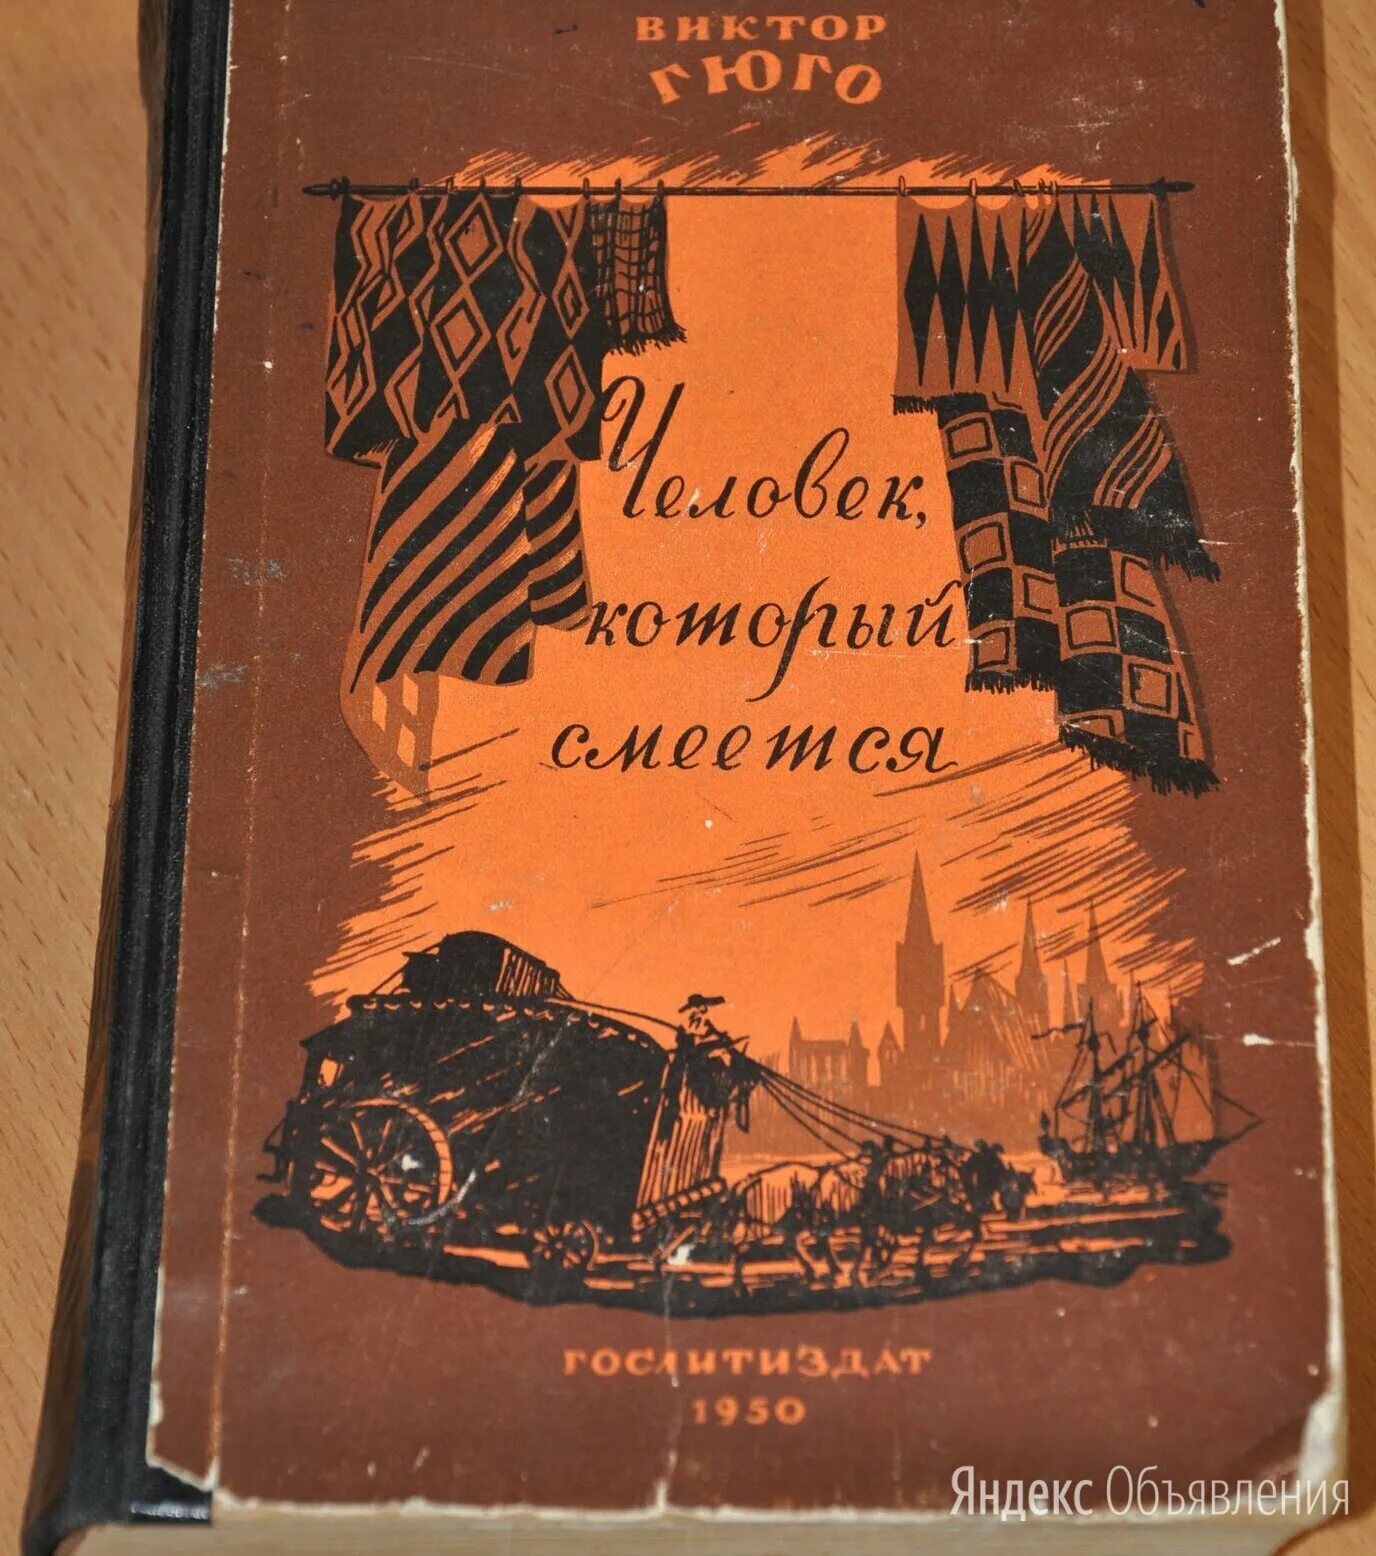 ВИКТОР
ГЮГО
Человек,
который
смеется
ГОСЛИТИЗДАТ
1950
Яндекс Объявления